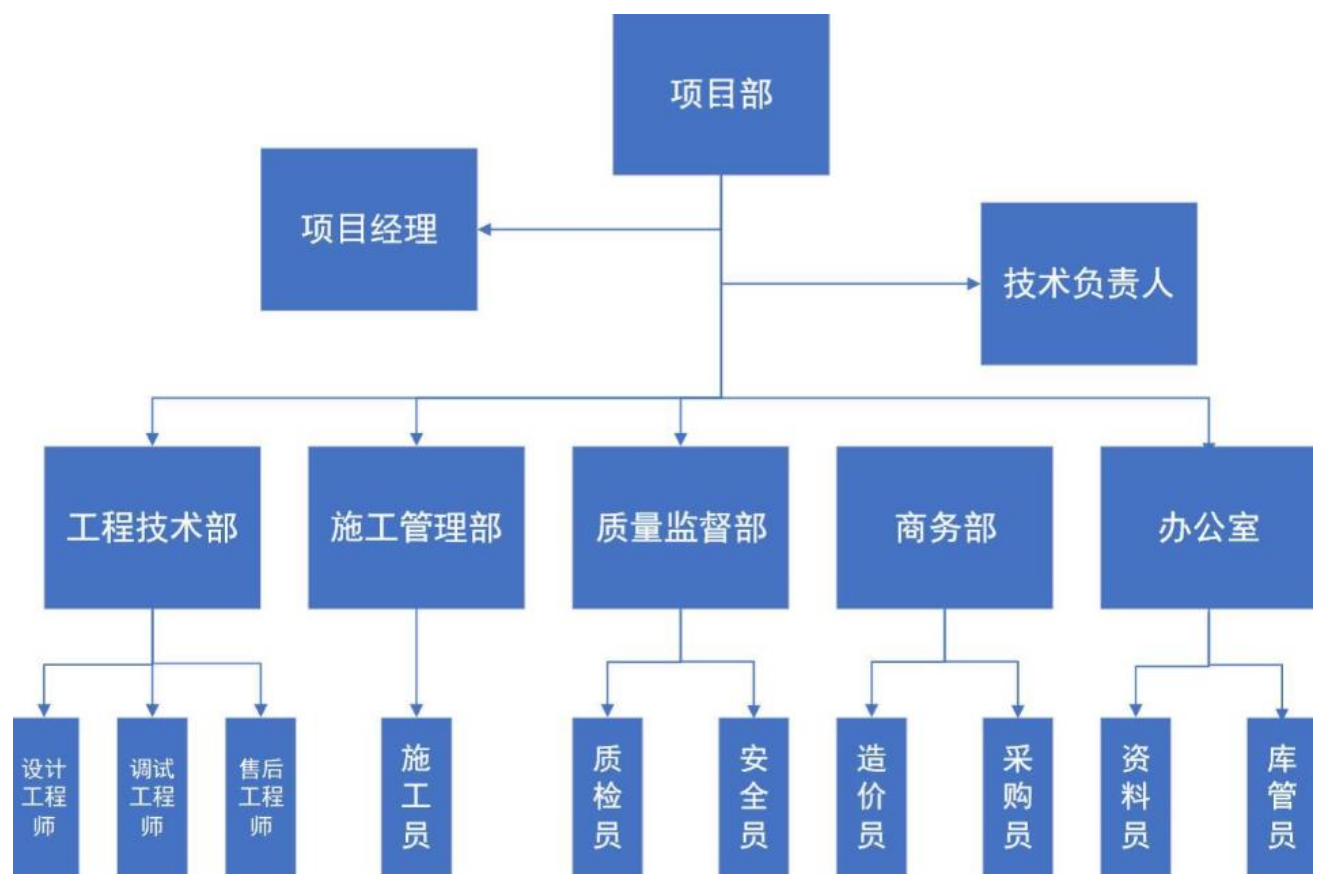 项目部
项目经理
技术负责人
工程技术部
施工管理部
质量监督部
商务部
办公室
设计
工程
师
调试
工程
师
售后
工程
师
施工员
质检员
安全员
造价员
采购员
资料员
库管员